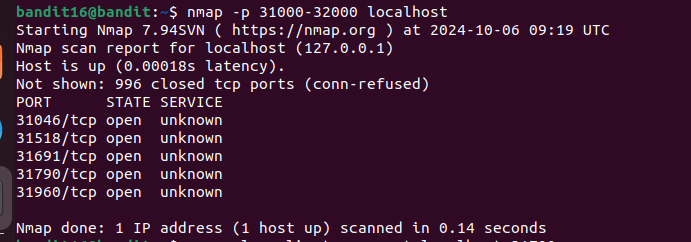 bandit16@bandit:~$ nmap -p 31000-32000 localhost
Starting Nmap 7.94SVN ( https://nmap.org ) at 2024-10-06 09:19 UTC
Nmap scan report for localhost (127.0.0.1)
Host is up (0.00018s latency).
Not shown: 996 closed tcp ports (conn-refused)
PORT      STATE SERVICE
31046/tcp open  unknown
31518/tcp open  unknown
31691/tcp open  unknown
31790/tcp open  unknown
31960/tcp open  unknown
Nmap done: 1 IP address (1 host up) scanned in 0.14 seconds